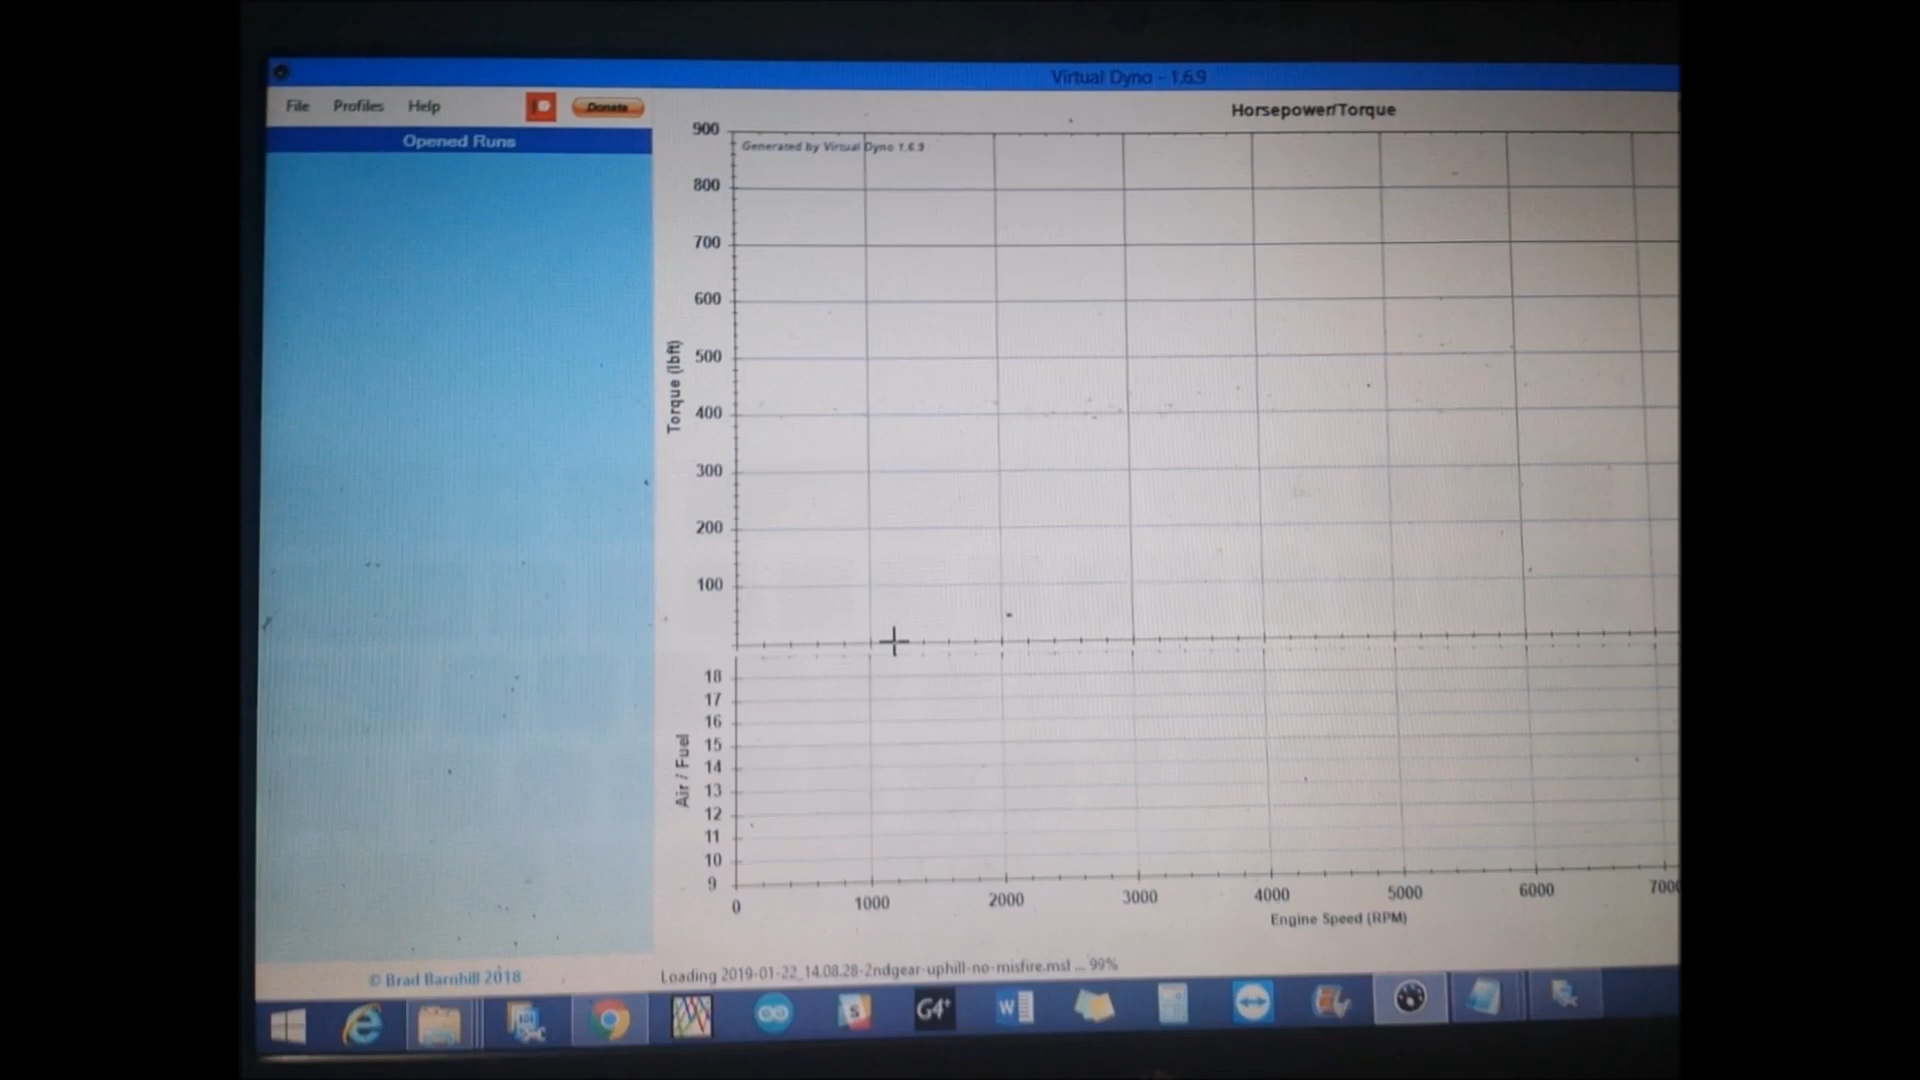 Virtual Dyno - 1.6.9
File Profiles Help Donate
Opened Runs
Horsepower/Torque
Generated by Virtual Dyno 1.6.9
900
800
700
600
500
400
300
200
100
Torque (lbft)
18
17
16
15
14
13
12
11
10
9
Air / Fuel
0 1000 2000 3000 4000 5000 6000 7000
Engine Speed (RPM)
© Brad Barnhill 2018
Loading 2019-01-22_14.08.28-2ndgear-uphill-no-misfire.msl ... 99%
S G4+ W